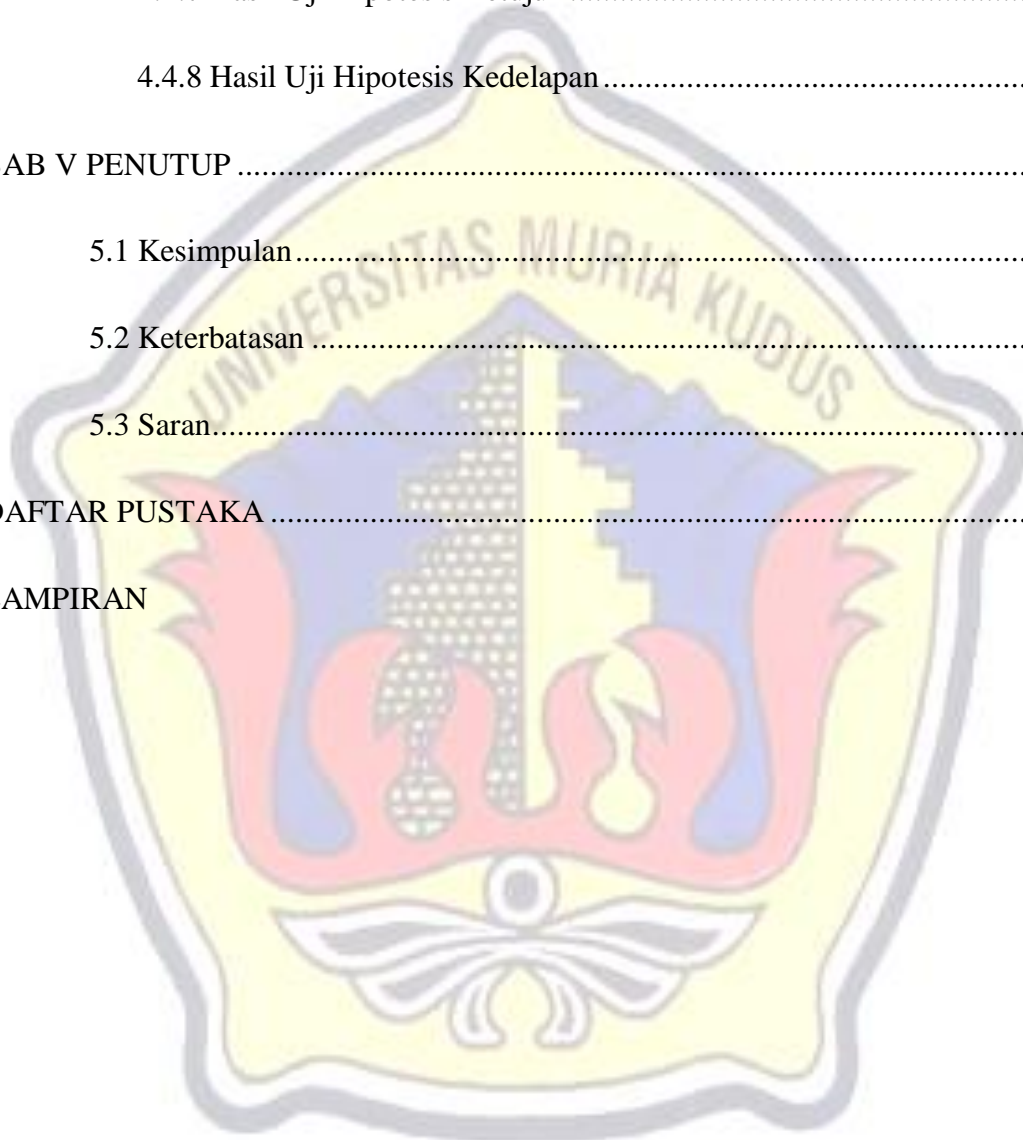 4.4.8 Hasil Uji Hipotesis Kedelapan ........................................
AB V PENUTUP ........................................
5.1 Kesimpulan ........................................
UNIVERSITAS MURIA KUDUS
5.2 Keterbatasan ........................................
5.3 Saran ........................................
DAFTAR PUSTAKA ........................................
AMPIRAN